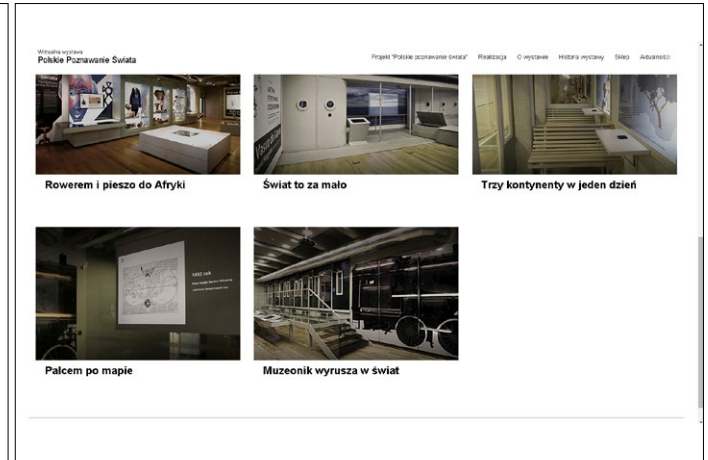 Wirtualna wystawa
Polskie Poznawanie Świata
Projekt "Polskie poznawanie świata" Realizacja O wystawie Historia wystawy Sklep Aktualności
Rowerem i pieszo do Afryki
Świat to za mało
Trzy kontynenty w jeden dzień
Palcem po mapie
Muzeonik wyrusza w świat